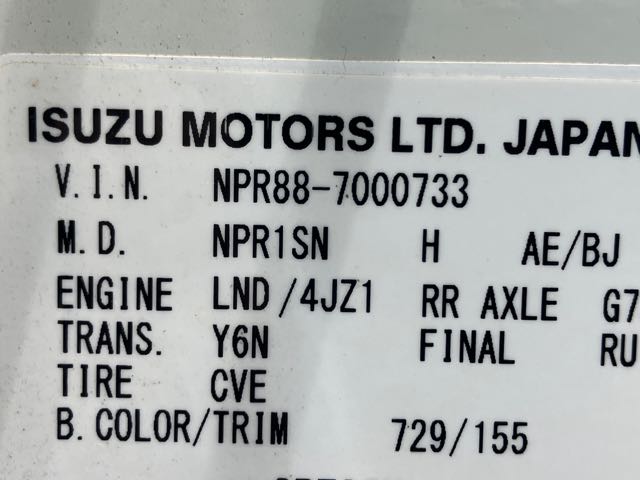 ISUZU MOTORS LTD. JAPAN
V.I.N. NPR88-7000733
M.D. NPR1SN H AE/BJ
ENGINE LND/4JZ1 RR AXLE G7
TRANS. Y6N FINAL RU
TIRE CVE
B.COLOR/TRIM 729/155